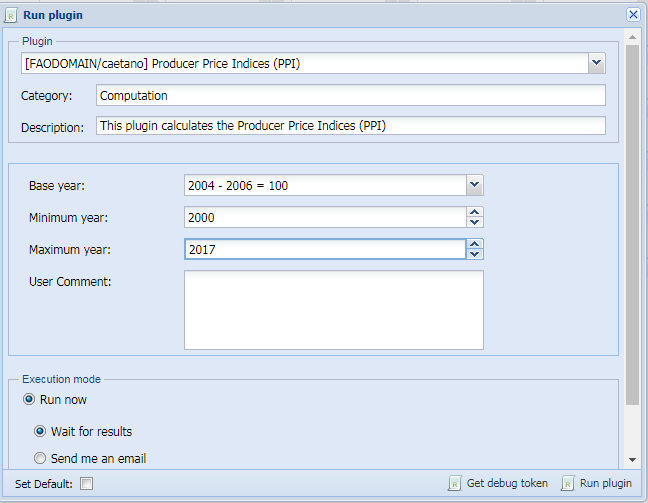 Run plugin
Plugin
[FAODOMAIN/caetano] Producer Price Indices (PPI)
Category: Computation
Description: This plugin calculates the Producer Price Indices (PPI)
Base year: 2004 - 2006 = 100
Minimum year: 2000
Maximum year: 2017
User Comment:
Execution mode
Run now
Wait for results
Send me an email
Set Default: Get debug token Run plugin